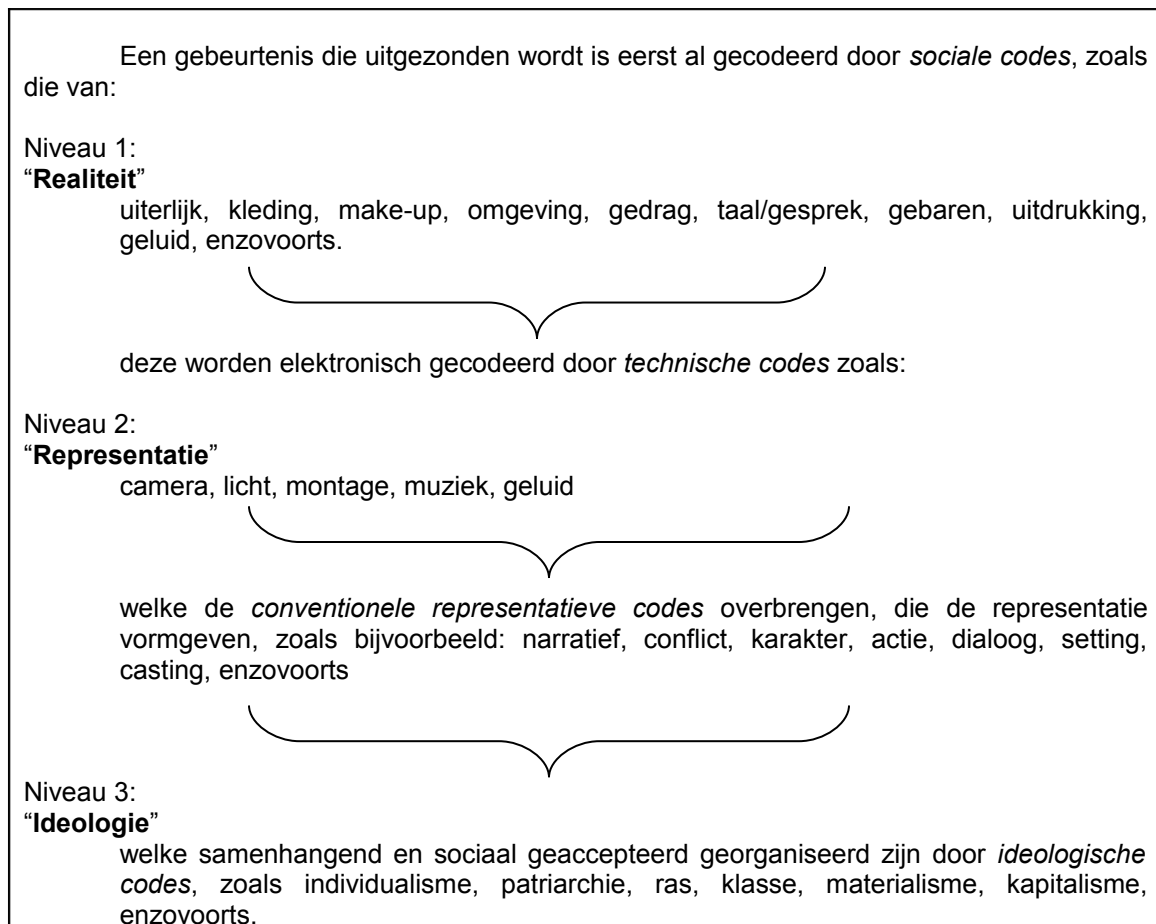 Een gebeurtenis die uitgezonden wordt is eerst al gecodeerd door sociale codes, zoals
die van:
Niveau 1:
“Realiteit”
uiterlijk, kleding, make-up, omgeving, gedrag, taal/gesprek, gebaren, uitdrukking,
geluid, enzovoorts.
deze worden elektronisch gecodeerd door technische codes zoals:
Niveau 2:
“Representatie”
camera, licht, montage, muziek, geluid
welke de conventionele representatieve codes overbrengen, die de representatie
vormgeven, zoals bijvoorbeeld: narratief, conflict, karakter, actie, dialoog, setting,
casting, enzovoorts
Niveau 3:
“Ideologie”
welke samenhangend en sociaal geaccepteerd georganiseerd zijn door ideologische
codes, zoals individualisme, patriarchie, ras, klasse, materialisme, kapitalisme,
enzovoorts.